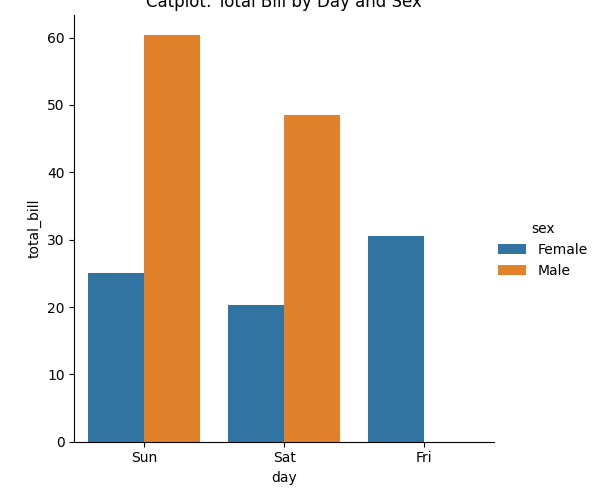 Catplot: Total Bill by Day and Sex
60
50
40
30
20
10
0
total_bill
Sun
Sat
Fri
day
sex
Female
Male